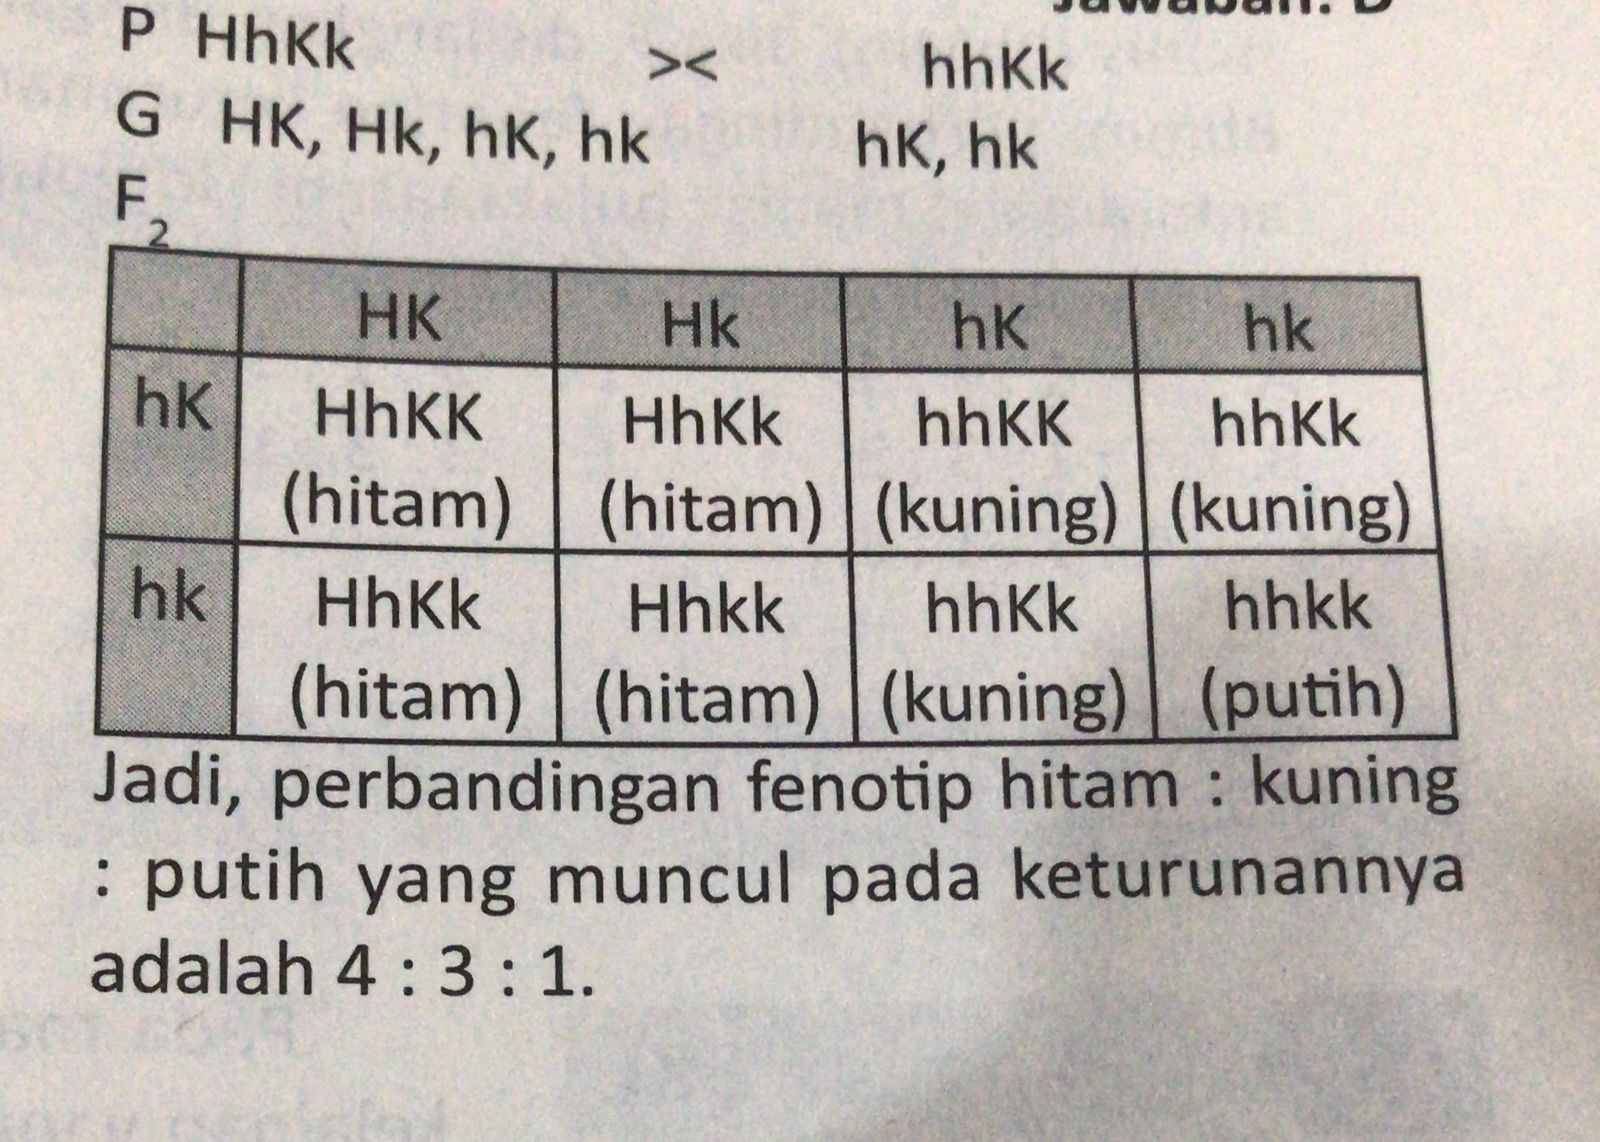 Jawaban: D
P HhKk >< hhKk
G HK, Hk, hK, hk hK, hk
F2
HK Hk hK hk
hK HhKK HhKk hhKK hhKk
(hitam) (hitam) (kuning) (kuning)
hk HhKk Hhkk hhKk hhkk
(hitam) (hitam) (kuning) (putih)
Jadi, perbandingan fenotip hitam : kuning
: putih yang muncul pada keturunannya
adalah 4 : 3 : 1.